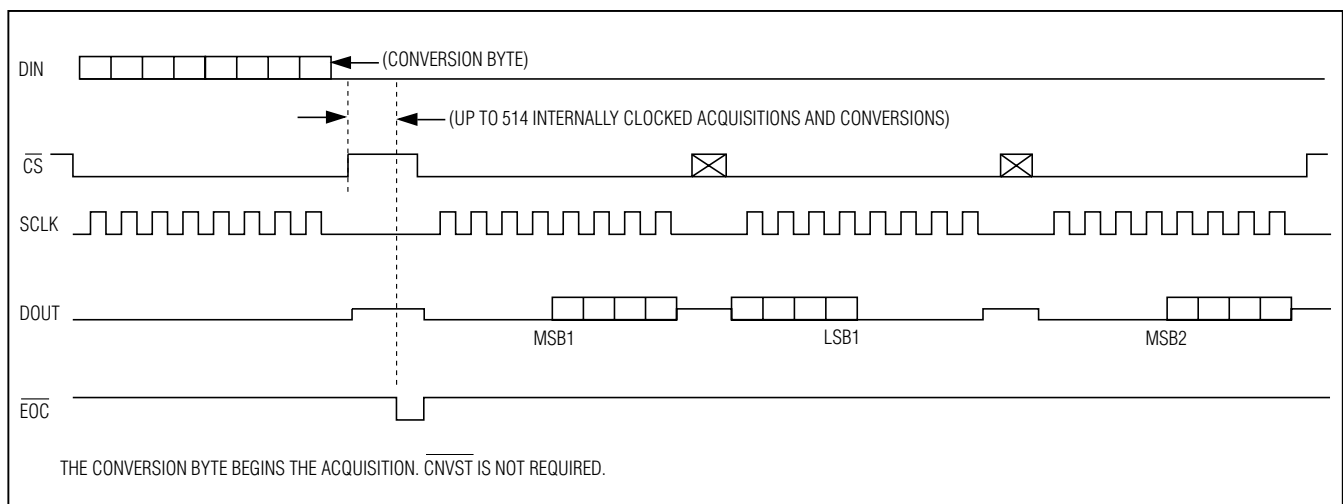 DIN
(CONVERSION BYTE)
(UP TO 514 INTERNALLY CLOCKED ACQUISITIONS AND CONVERSIONS)
CS
SCLK
DOUT
MSB1
LSB1
MSB2
EOC
THE CONVERSION BYTE BEGINS THE ACQUISITION. CNVST IS NOT REQUIRED.